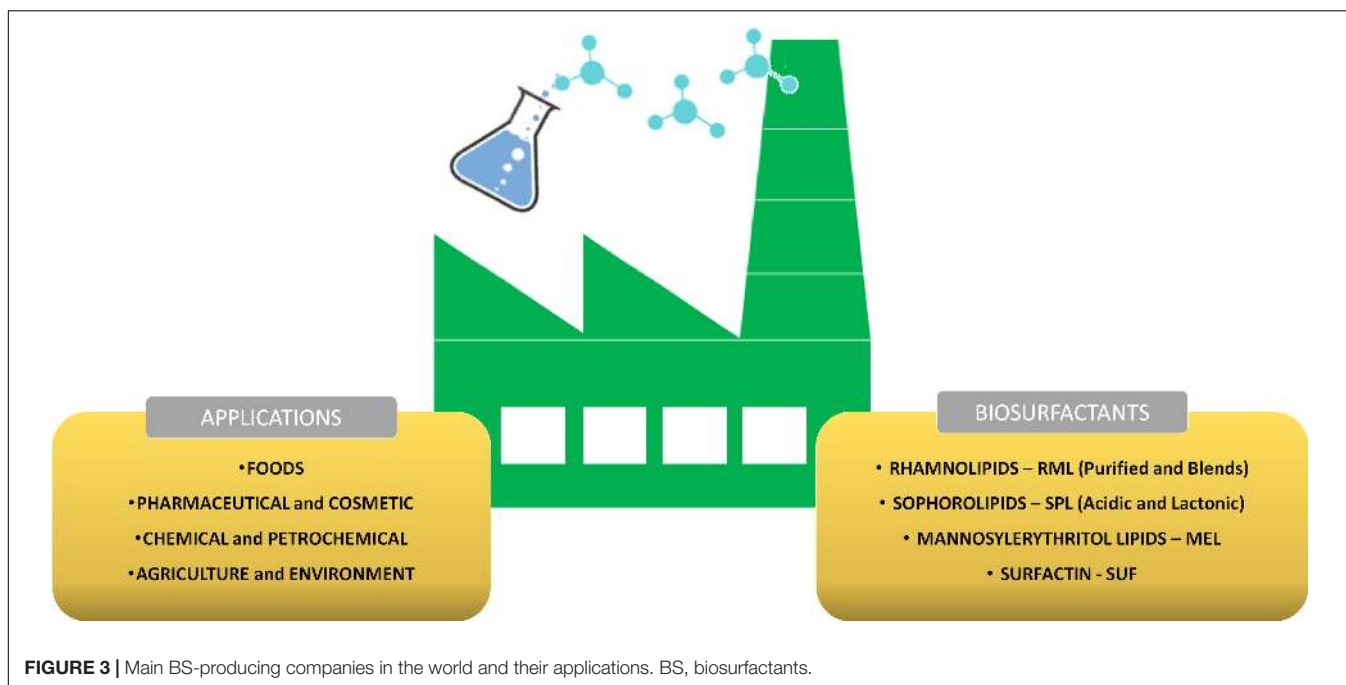 APPLICATIONS
•FOODS
•PHARMACEUTICAL and COSMETIC
•CHEMICAL and PETROCHEMICAL
•AGRICULTURE and ENVIRONMENT
BIOSURFACTANTS
• RHAMNOLIPIDS – RML (Purified and Blends)
• SOPHOROLIPIDS – SPL (Acidic and Lactonic)
• MANNOSYLERYTHRITOL LIPIDS – MEL
• SURFACTIN - SUF
FIGURE 3 | Main BS-producing companies in the world and their applications. BS, biosurfactants.